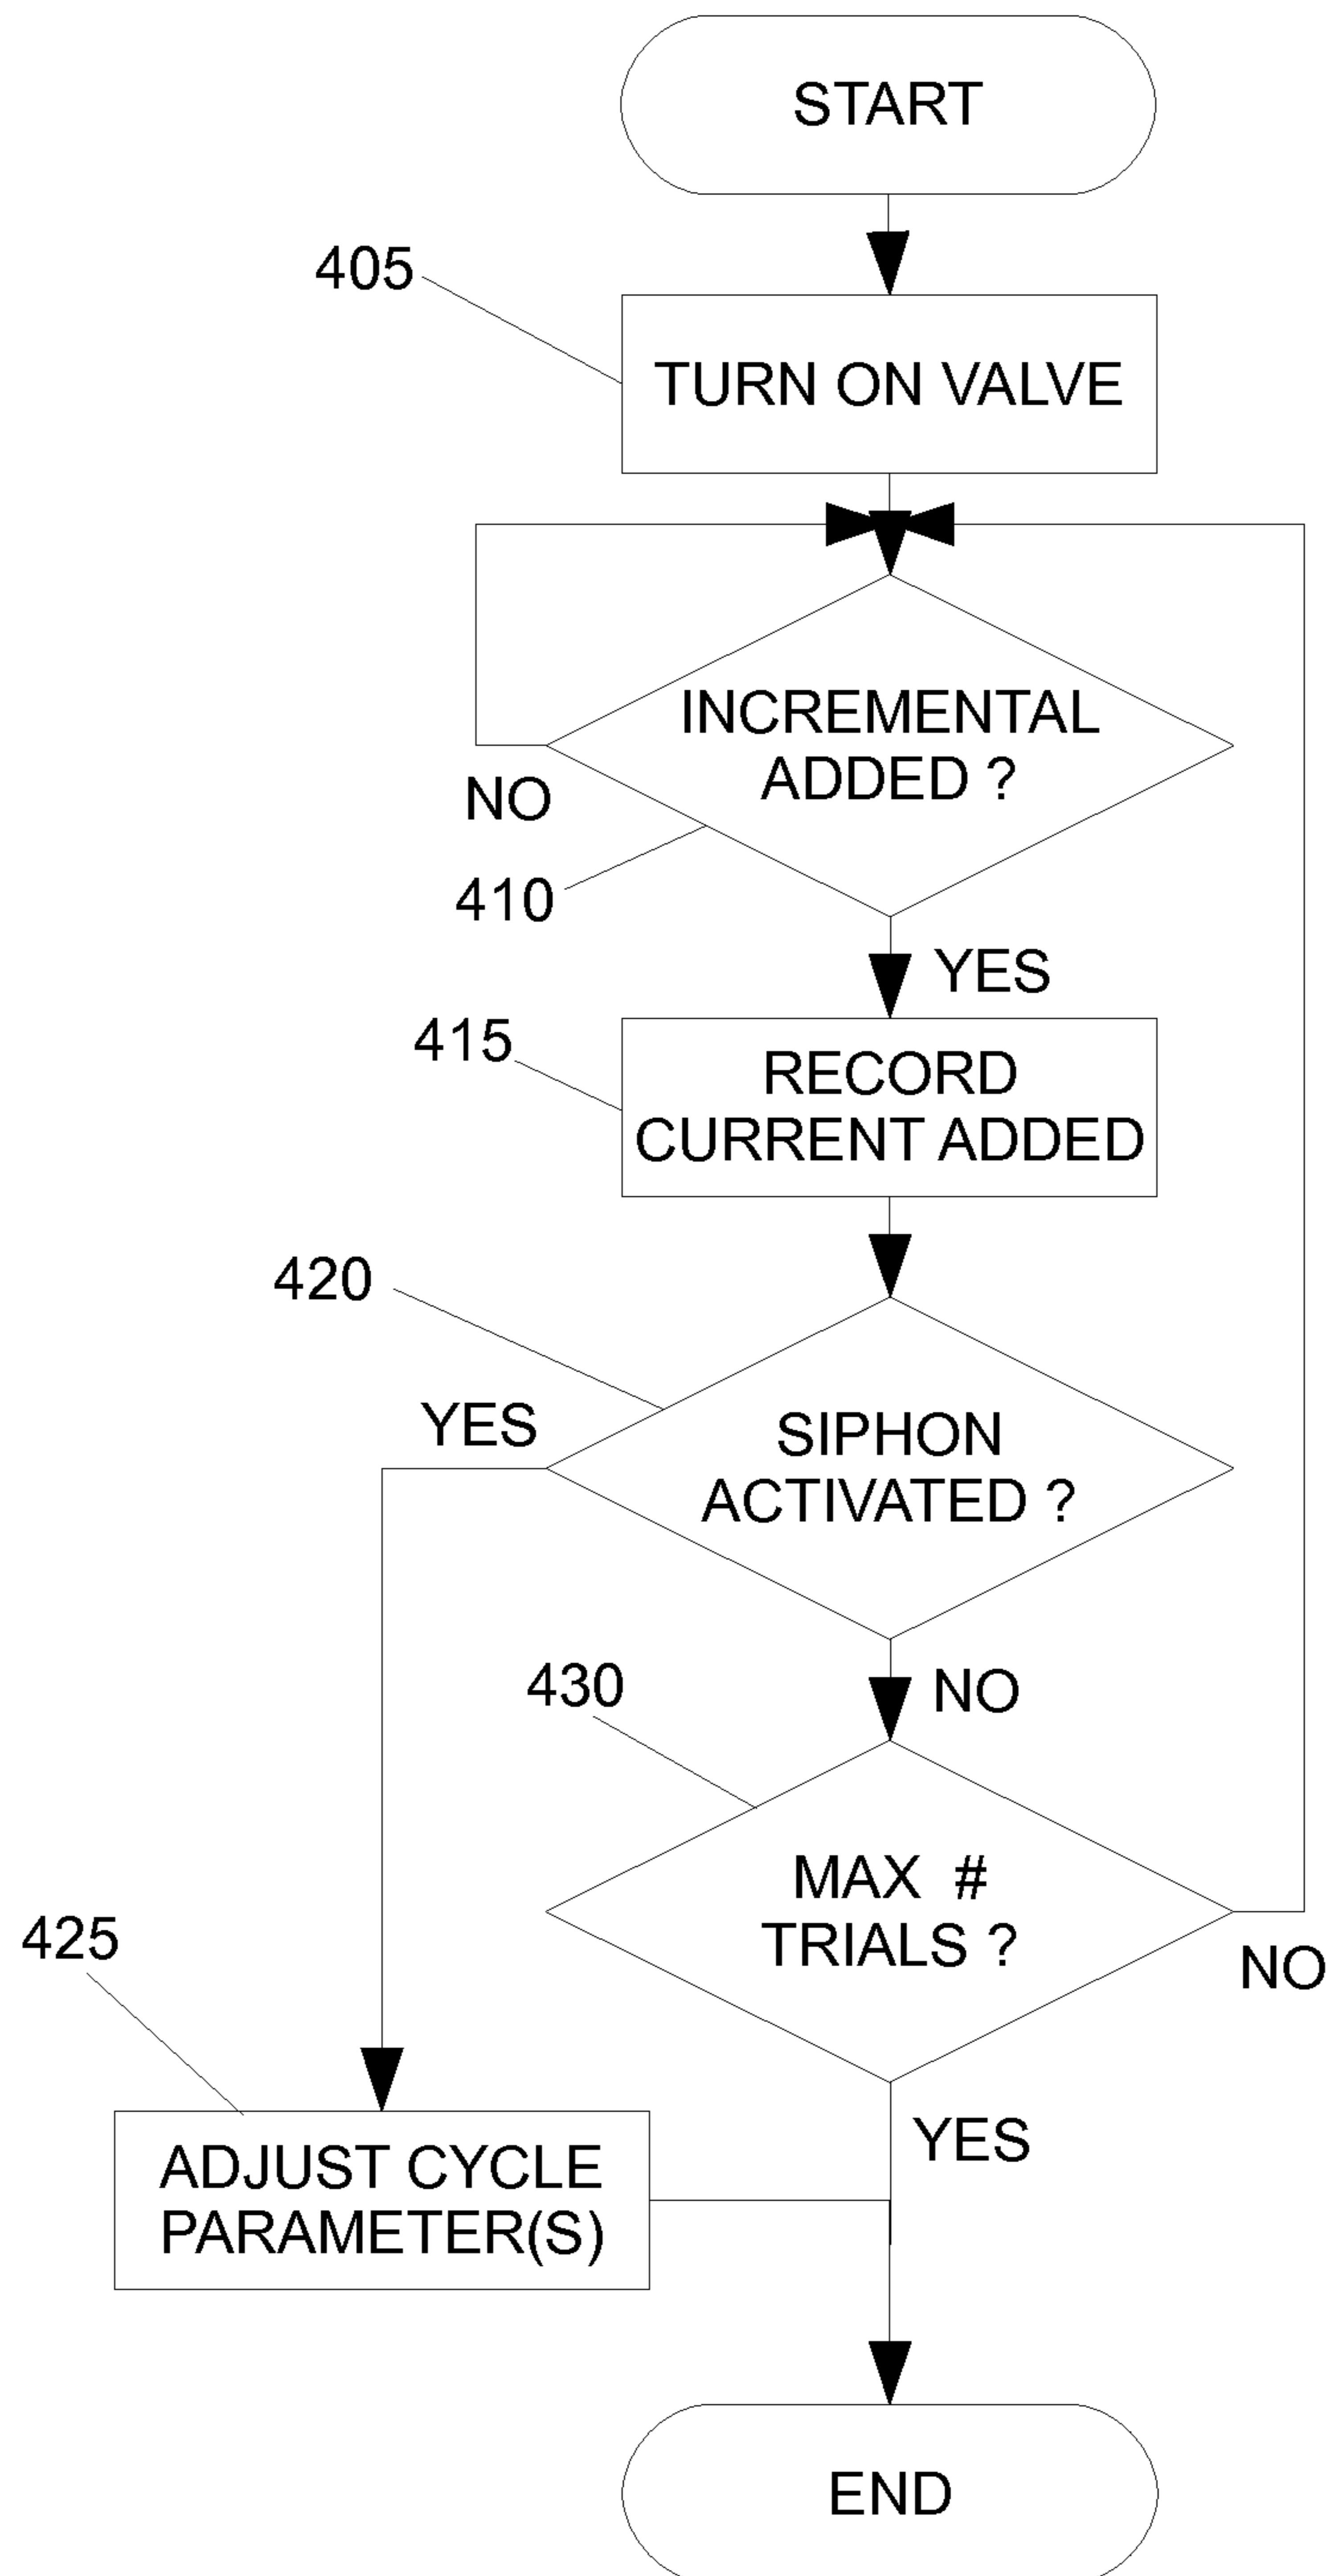 START
405
TURN ON VALVE
INCREMENTAL
ADDED ?
NO
410
YES
415
RECORD
CURRENT ADDED
420
YES
SIPHON
ACTIVATED ?
430
NO
MAX # 
TRIALS ?
425
NO
YES
ADJUST CYCLE
PARAMETER(S)
END